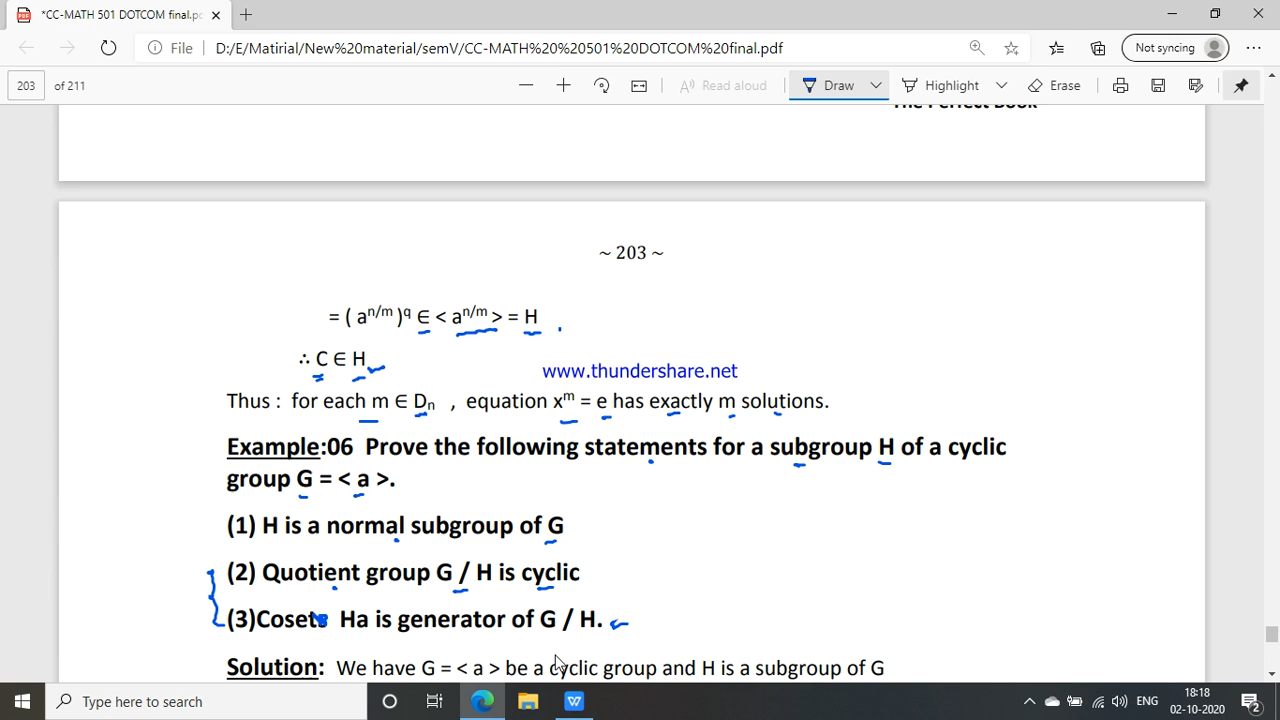 *CC-MATH 501 DOTCOM final.pc
File D:/E/Matirial/New%20material/semV/CC-MATH%20%20501%20DOTCOM%20final.pdf
Not syncing
203 of 211
Read aloud
Draw
Highlight
Erase
The Perfect Book
~ 203 ~
= ( a^{n/m} )^q ∈ < a^{n/m} > = H
∴ C ∈ H
www.thundershare.net
Thus : for each m ∈ Dₙ , equation x^m = e has exactly m solutions.
Example:06 Prove the following statements for a subgroup H of a cyclic
group G = < a >.
(1) H is a normal subgroup of G
(2) Quotient group G / H is cyclic
(3)Cosets Ha is generator of G / H.
Solution: We have G = < a > be a cyclic group and H is a subgroup of G
Type here to search
ENG
18:18
02-10-2020
2